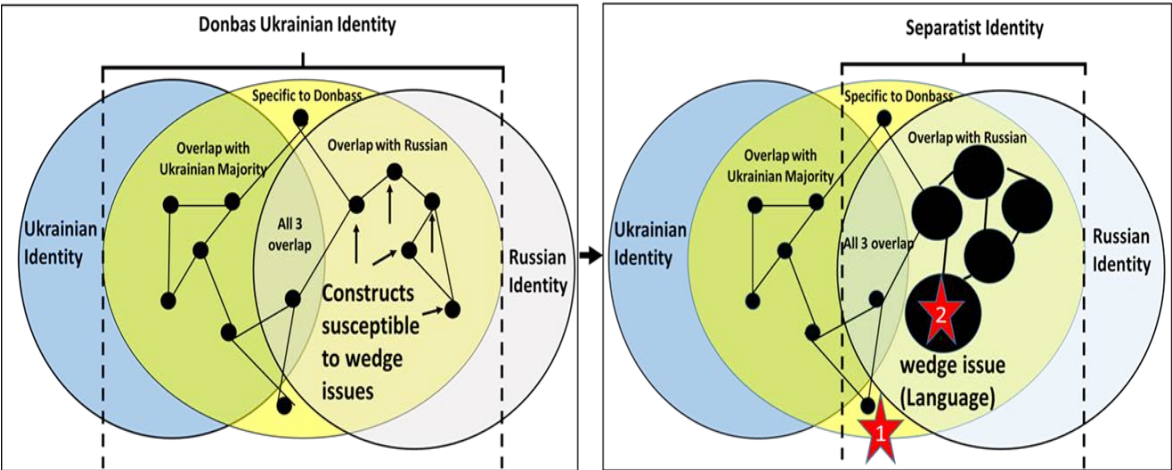 Donbas Ukrainian Identity
Specific to Donbass
Overlap with
Ukrainian Majority
Overlap with Russian
Ukrainian
Identity
All 3
overlap
Russian
Identity
Constructs
susceptible
to wedge
issues
Separatist Identity
Specific to Donbass
Overlap with Russian
Overlap with
Ukrainian Majority
Ukrainian
Identity
All 3 overlap
Russian
Identity
2
wedge issue
(Language)
1